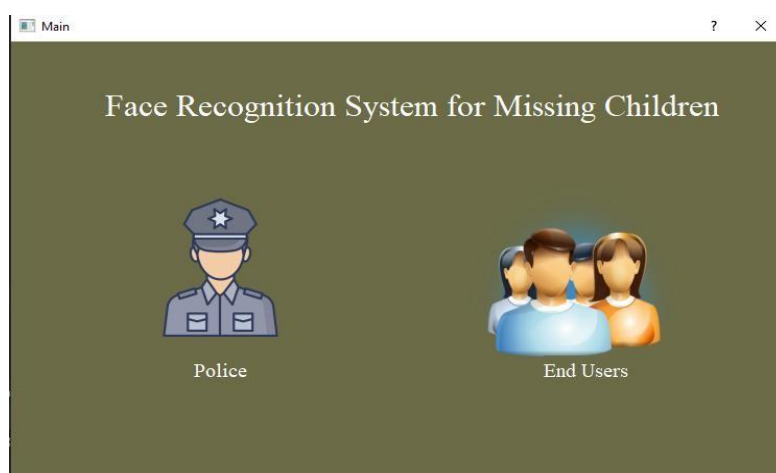 Main
?
Face Recognition System for Missing Children
Police
End Users